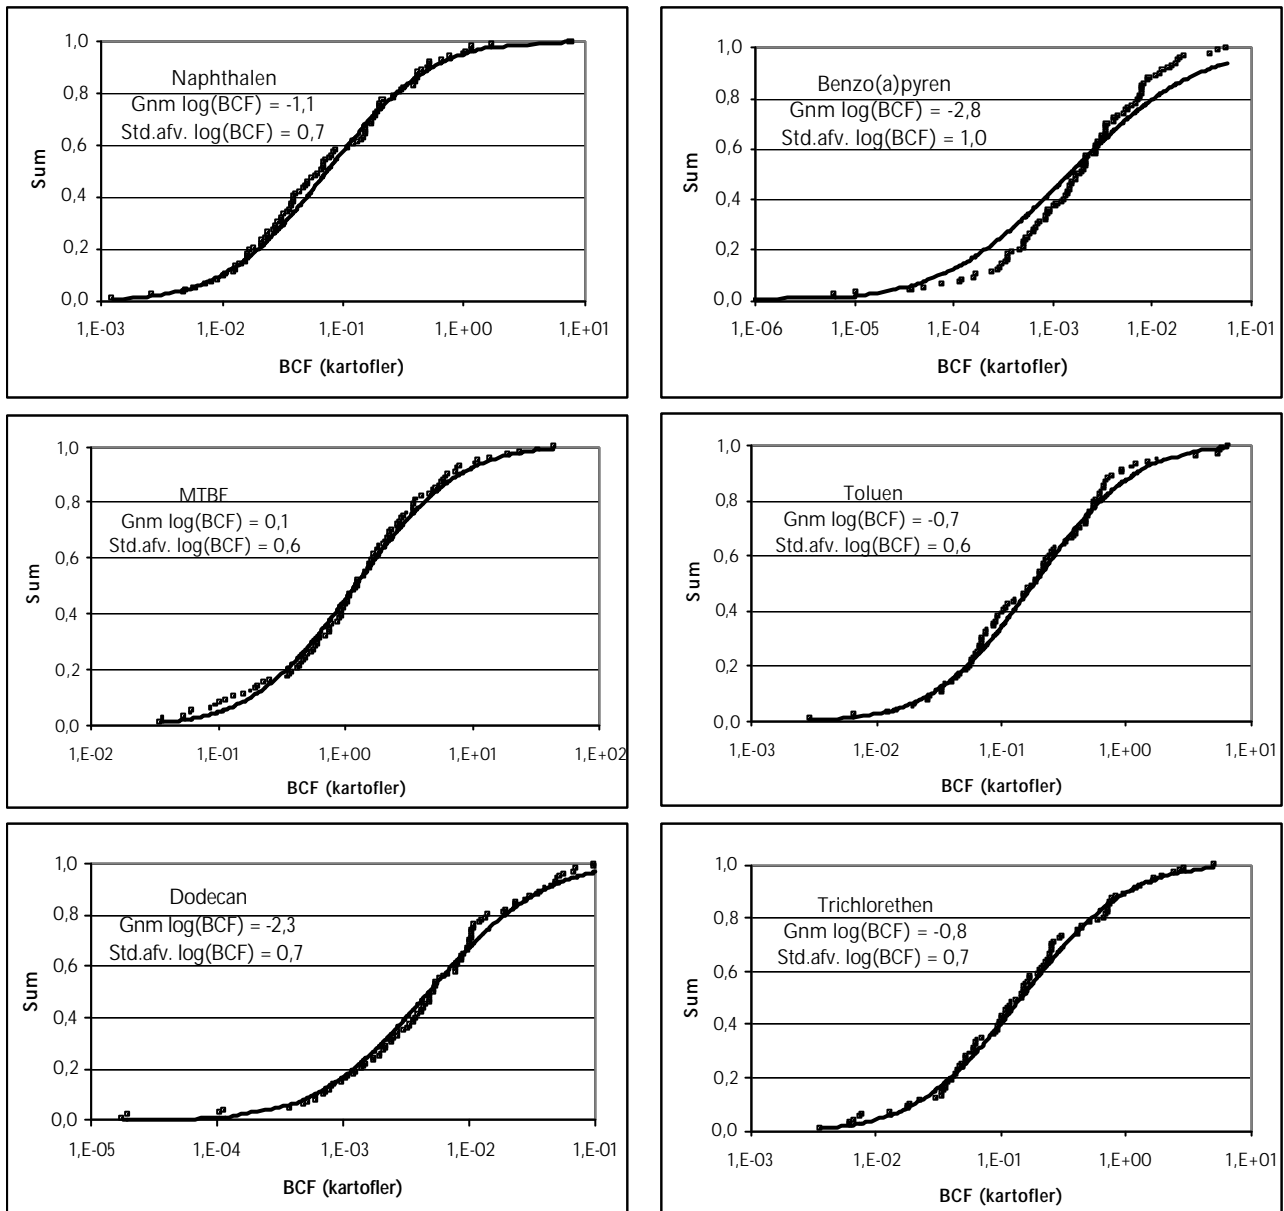 1,0
0,8
0,6
0,4
0,2
0,0
Sum
Naphthalen
Gnm log(BCF) = -1,1
Std.afv. log(BCF) = 0,7
1,E-03 1,E-02 1,E-01 1,E+00 1,E+01
BCF (kartofler)
1,0
0,8
0,6
0,4
0,2
0,0
Sum
Benzo(a)pyren
Gnm log(BCF) = -2,8
Std.afv. log(BCF) = 1,0
1,E-06 1,E-05 1,E-04 1,E-03 1,E-02 1,E-01
BCF (kartofler)
1,0
0,8
0,6
0,4
0,2
0,0
Sum
MTBE
Gnm log(BCF) = 0,1
Std.afv. log(BCF) = 0,6
1,E-02 1,E-01 1,E+00 1,E+01 1,E+02
BCF (kartofler)
1,0
0,8
0,6
0,4
0,2
0,0
Sum
Toluen
Gnm log(BCF) = -0,7
Std.afv. log(BCF) = 0,6
1,E-03 1,E-02 1,E-01 1,E+00 1,E+01
BCF (kartofler)
1,0
0,8
0,6
0,4
0,2
0,0
Sum
Dodecan
Gnm log(BCF) = -2,3
Std.afv. log(BCF) = 0,7
1,E-05 1,E-04 1,E-03 1,E-02 1,E-01
BCF (kartofler)
1,0
0,8
0,6
0,4
0,2
0,0
Sum
Trichlorethen
Gnm log(BCF) = -0,8
Std.afv. log(BCF) = 0,7
1,E-03 1,E-02 1,E-01 1,E+00 1,E+01
BCF (kartofler)